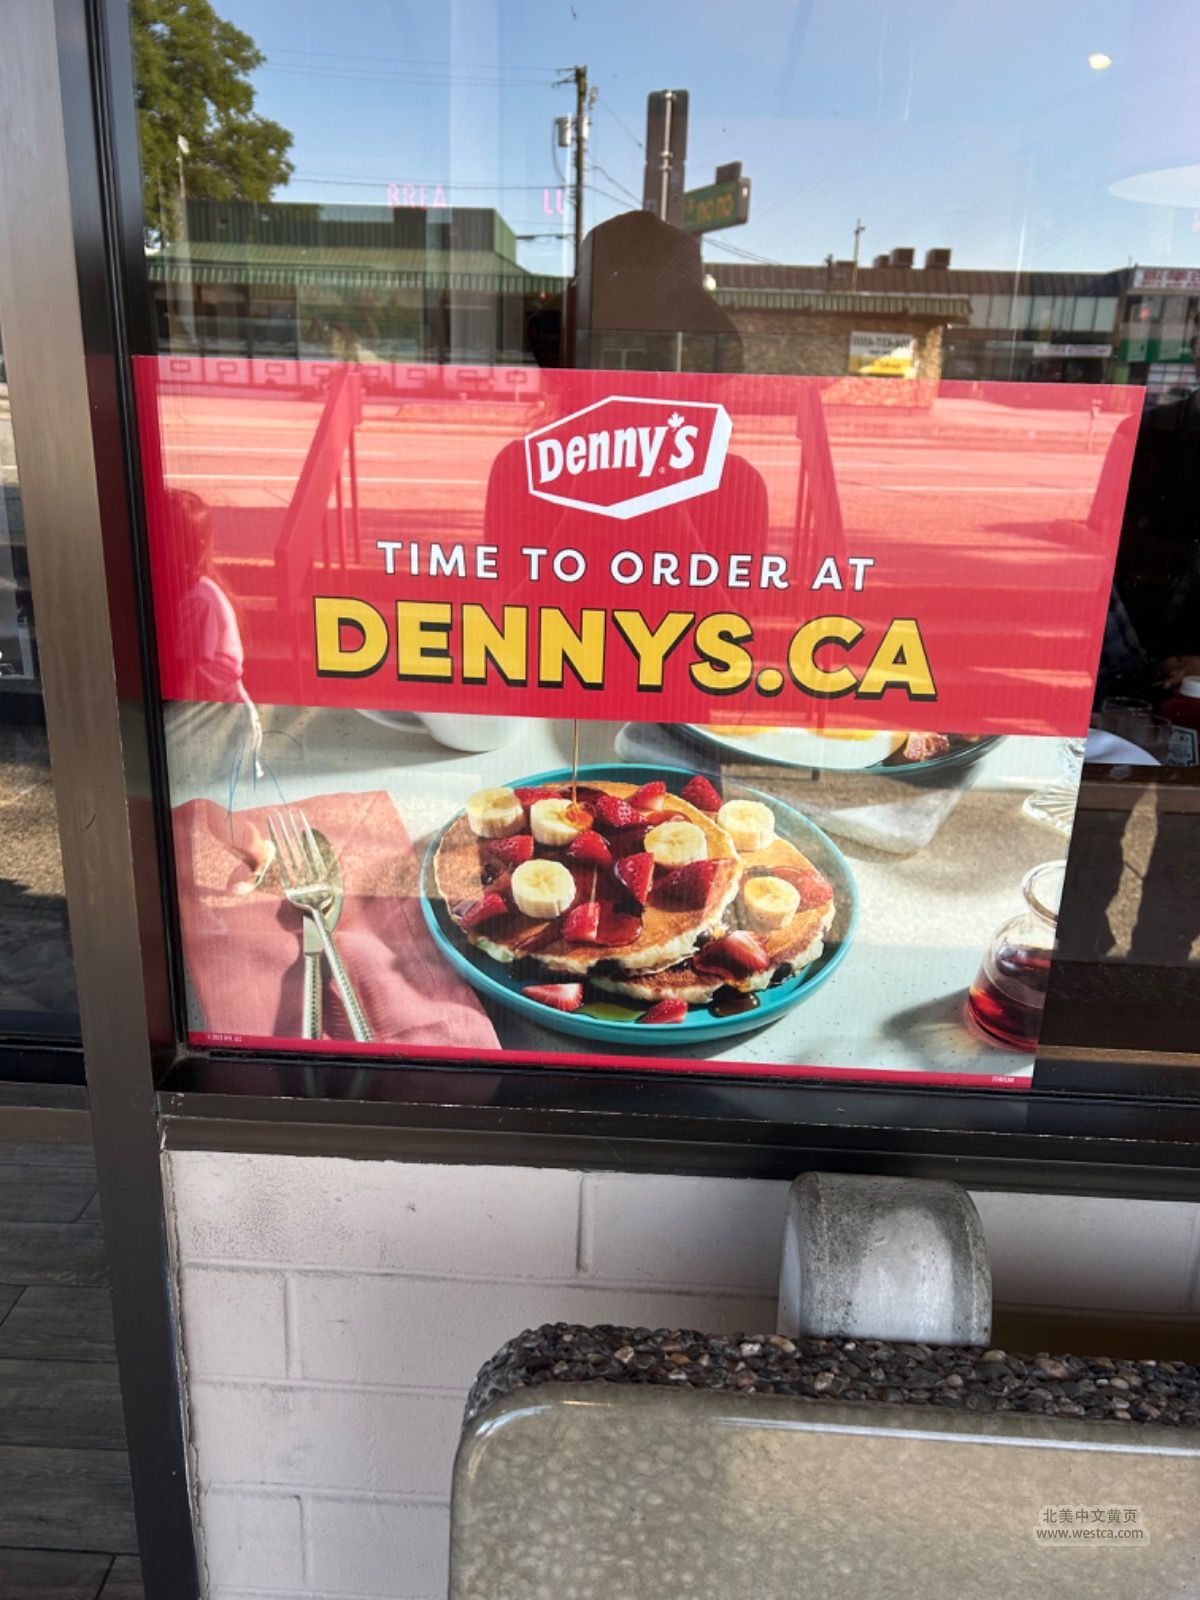 Denny's
TIME TO ORDER AT
DENNYS.CA
北美中文黄页
www.westca.com